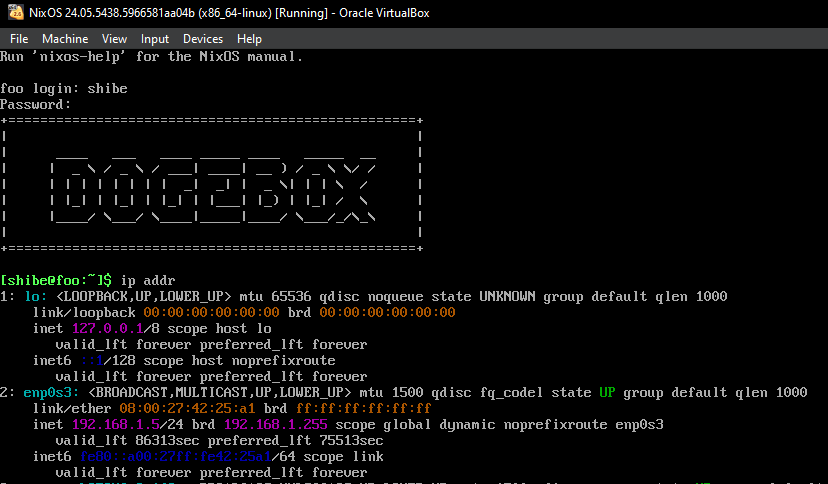 NixOS 24.05.5438.5966581aa04b (x86_64-linux) [Running] - Oracle VirtualBox
File Machine View Input Devices Help
Run 'nixos-help' for the NixOS manual.
foo login: shibe
Password:
DOGEBOX
[shibe@foo:~]$ ip addr
1: lo: <LOOPBACK,UP,LOWER_UP> mtu 65536 qdisc noqueue state UNKNOWN group default qlen 1000
link/loopback 00:00:00:00:00:00 brd 00:00:00:00:00:00
inet 127.0.0.1/8 scope host lo
valid_lft forever preferred_lft forever
inet6 ::1/128 scope host noprefixroute
valid_lft forever preferred_lft forever
2: enp0s3: <BROADCAST,MULTICAST,UP,LOWER_UP> mtu 1500 qdisc fq_codel state UP group default qlen 1000
link/ether 08:00:27:42:25:a1 brd ff:ff:ff:ff:ff:ff
inet 192.168.1.5/24 brd 192.168.1.255 scope global dynamic noprefixroute enp0s3
valid_lft 86313sec preferred_lft 75513sec
inet6 fe80::a00:27ff:fe42:25a1/64 scope link
valid_lft forever preferred_lft forever